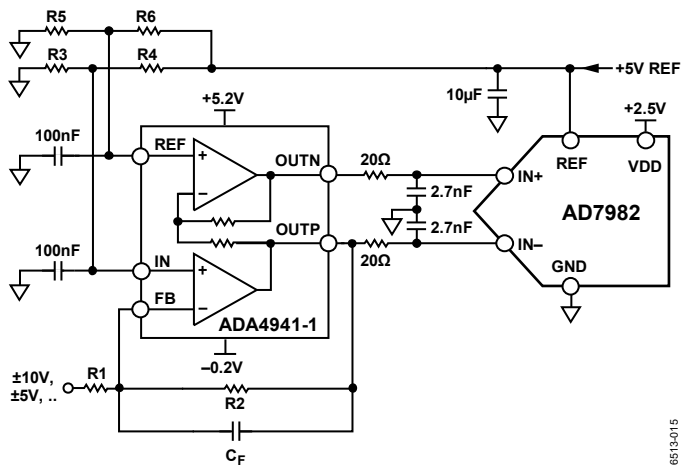 R5
R6
R3
R4
+5V REF
10µF
+2.5V
+5.2V
100nF
REF
OUTN
20Ω
REF
VDD
IN+
2.7nF
AD7982
OUTP
2.7nF
100nF
IN
20Ω
IN–
GND
FB
ADA4941-1
–0.2V
±10V,
±5V, ..
R1
R2
CF
6513-015